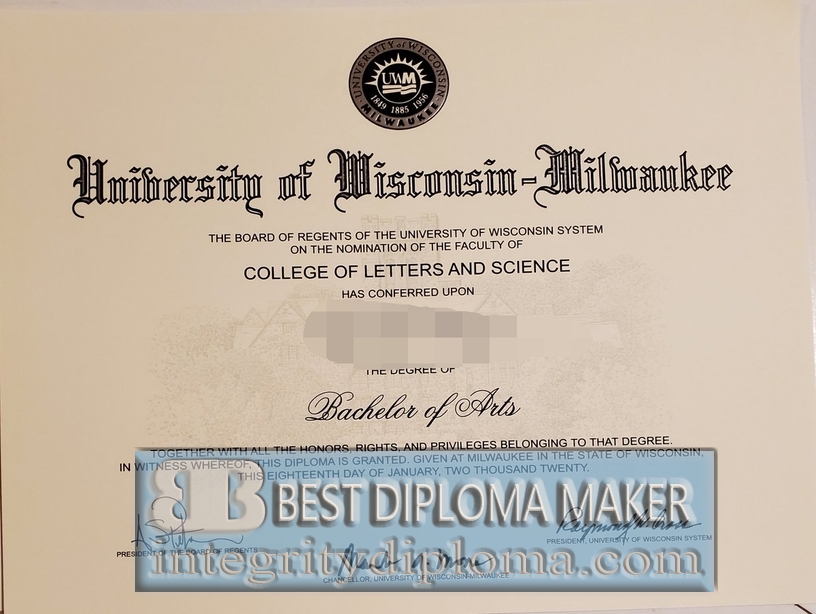 UNIVERSITY of WISCONSIN
UWM
1849 1885 1956
MILWAUKEE
University of Wisconsin-Milwaukee
THE BOARD OF REGENTS OF THE UNIVERSITY OF WISCONSIN SYSTEM
ON THE NOMINATION OF THE FACULTY OF
COLLEGE OF LETTERS AND SCIENCE
HAS CONFERRED UPON
THE DEGREE OF
Bachelor of Arts
TOGETHER WITH ALL THE HONORS, RIGHTS, AND PRIVILEGES BELONGING TO THAT DEGREE.
IN WITNESS WHEREOF, THIS DIPLOMA IS GRANTED. GIVEN AT MILWAUKEE IN THE STATE OF WISCONSIN,
THIS EIGHTEENTH DAY OF JANUARY, TWO THOUSAND TWENTY.
B BEST DIPLOMA MAKER
PRESIDENT OF THE BOARD OF REGENTS
PRESIDENT, UNIVERSITY OF WISCONSIN SYSTEM
integritydiploma.com
CHANCELLOR, UNIVERSITY OF WISCONSIN-MILWAUKEE